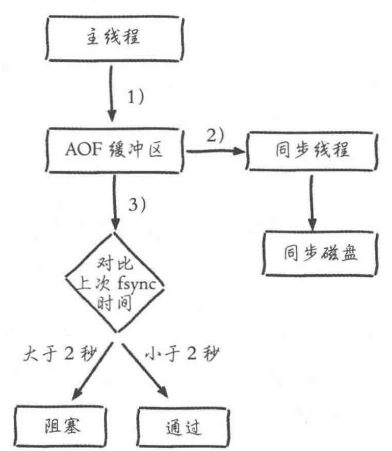 主线程
1)
AOF 缓冲区
2)
同步线程
3)
同步磁盘
对比
上次 fsync
时间
大于 2 秒
小于 2 秒
阻塞
通过